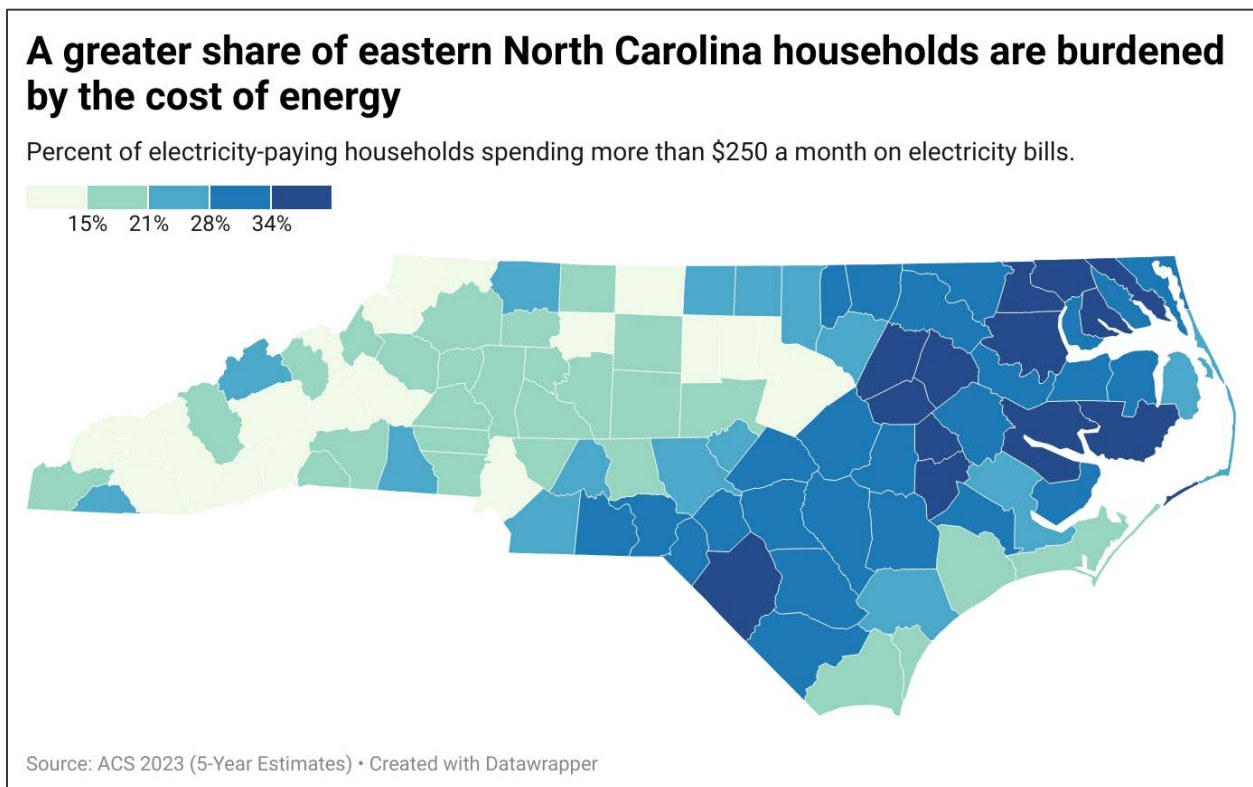 A greater share of eastern North Carolina households are burdened
by the cost of energy
Percent of electricity-paying households spending more than $250 a month on electricity bills.
15% 21% 28% 34%
Source: ACS 2023 (5-Year Estimates) • Created with Datawrapper